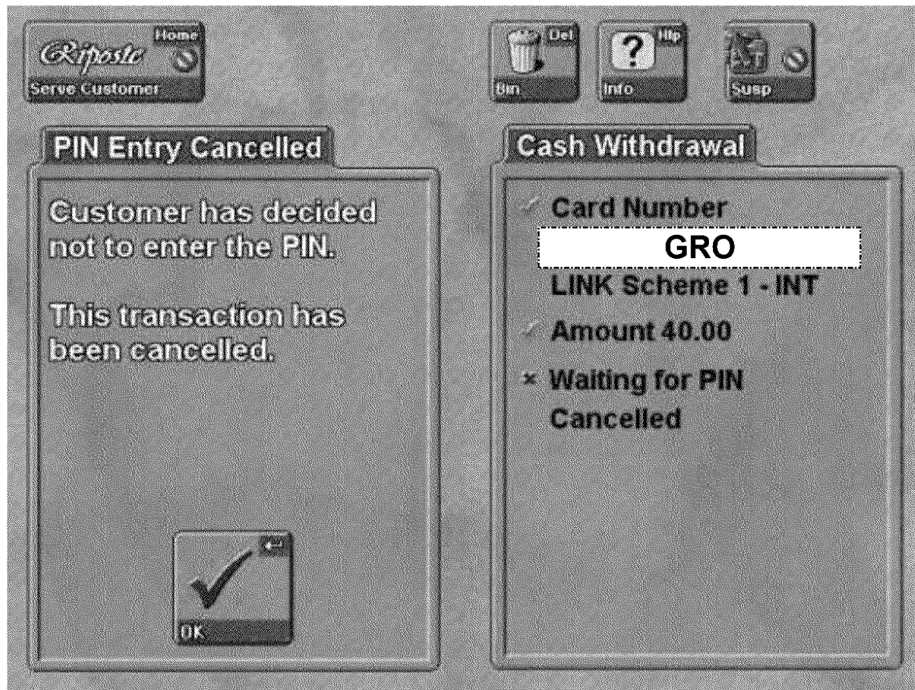 Riposte
Home
Serve Customer
Del
Bin
Hlp
?
Info
Susp
PIN Entry Cancelled
Customer has decided
not to enter the PIN.
This transaction has
been cancelled.
OK
Cash Withdrawal
Card Number
GRO
LINK Scheme 1 - INT
Amount 40.00
Waiting for PIN
Cancelled